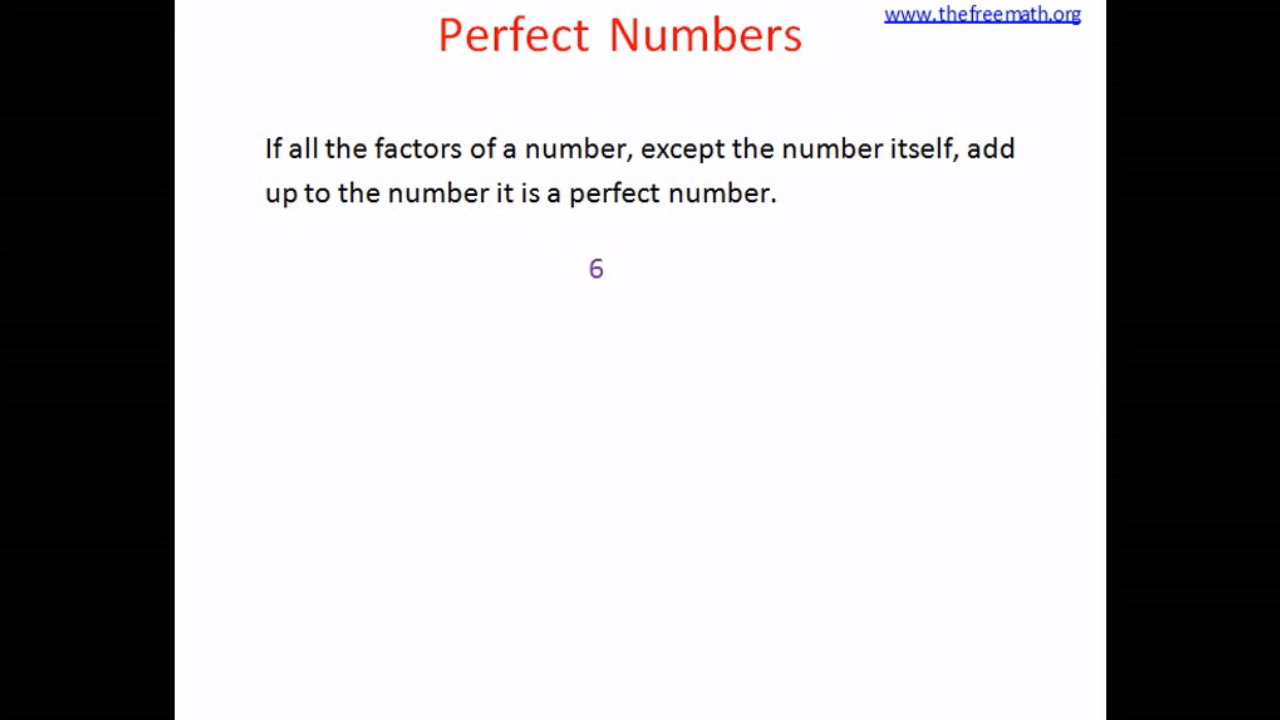 www.thefreemath.org
Perfect Numbers
If all the factors of a number, except the number itself, add
up to the number it is a perfect number.
6